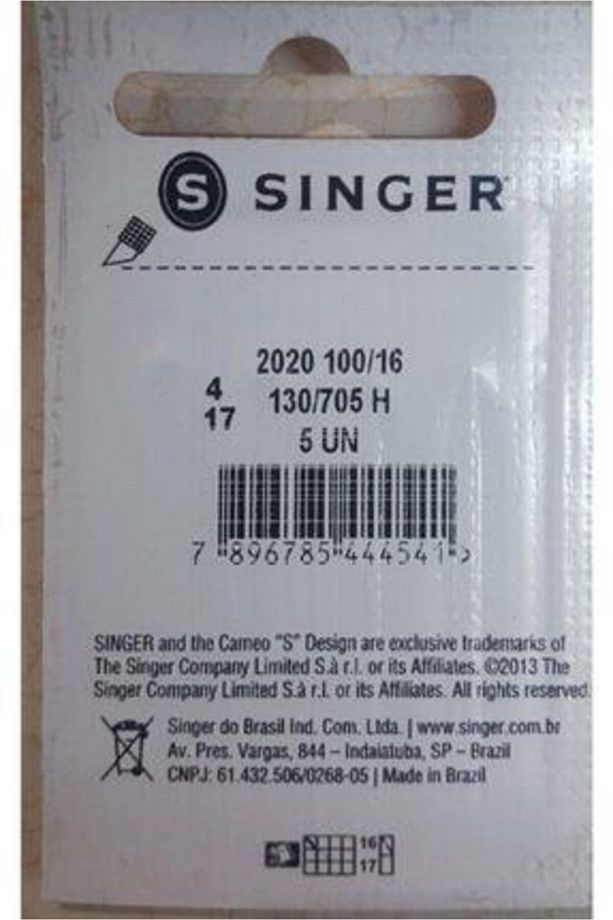 S SINGER
2020 100/16
4 130/705 H
17
5 UN
7 896785 444541 >
SINGER and the Cameo "S" Design are exclusive trademarks of
The Singer Company Limited S.à r.l. or its Affiliates. ©2013 The
Singer Company Limited S.à r.l. or its Affiliates. All rights reserved.
Singer do Brasil Ind. Com. Ltda. | www.singer.com.br
Av. Pres. Vargas, 844 – Indaiatuba, SP – Brazil
CNPJ: 61.432.506/0268-05 | Made in Brazil
16
17